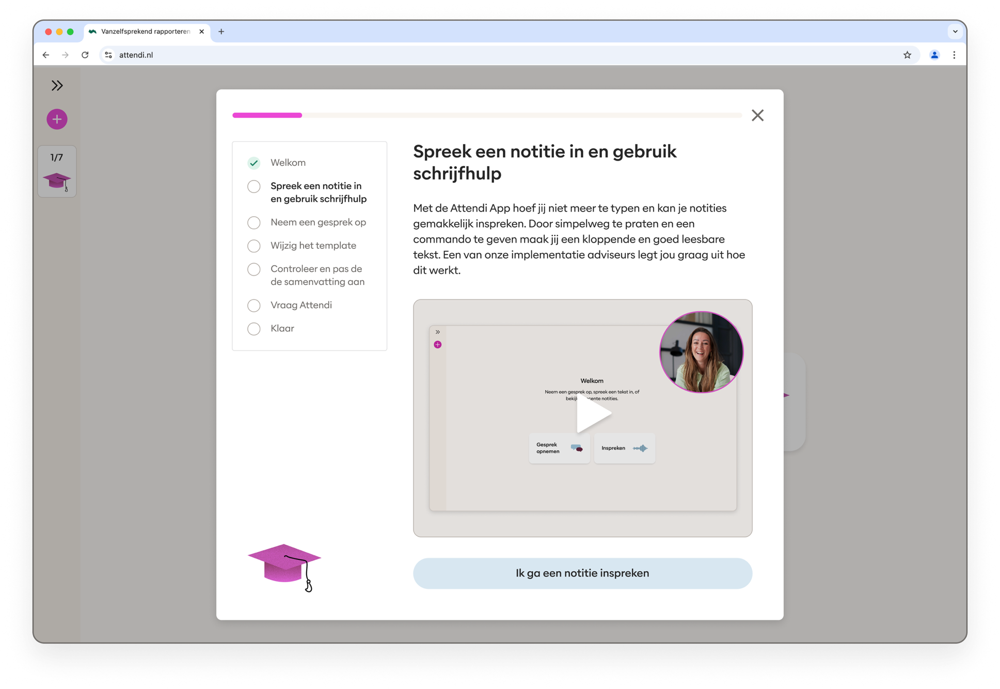 Vanzelfsprekend rapporteren
attendi.nl
1/7
Welkom
Spreek een notitie in
en gebruik schrijfhulp
Neem een gesprek op
Wijzig het template
Controleer en pas de
de samenvatting aan
Vraag Attendi
Klaar
Spreek een notitie in en gebruik
schrijfhulp
Met de Attendi App hoef jij niet meer te typen en kan je notities
gemakkelijk inspreken. Door simpelweg te praten en een
commando te geven maak jij een kloppende en goed leesbare
tekst. Een van onze implementatie adviseurs legt jou graag uit hoe
dit werkt.
Welkom
Neem een gesprek op, spreek een tekst in, of
notities.
Gesprek
opnemen
Inspreken
Ik ga een notitie inspreken